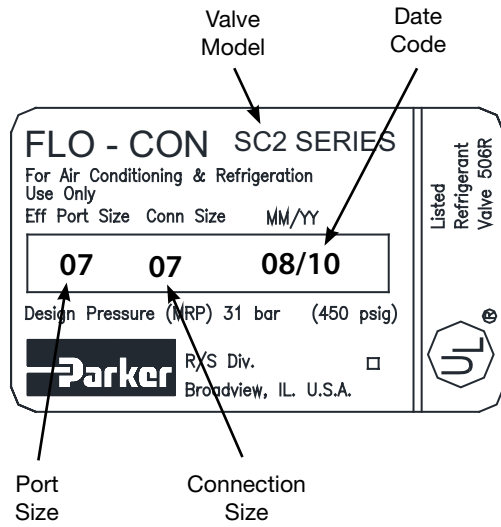 Valve
Model
Date
Code
FLO - CON SC2 SERIES
For Air Conditioning & Refrigeration
Use Only
Eff Port Size Conn Size MM/YY
07 07 08/10
Design Pressure (MRP) 31 bar (450 psig)
Parker
R/S Div.
Broadview, IL. U.S.A.
Listed
Refrigerant
Valve 506R
UL ®
Port
Size
Connection
Size